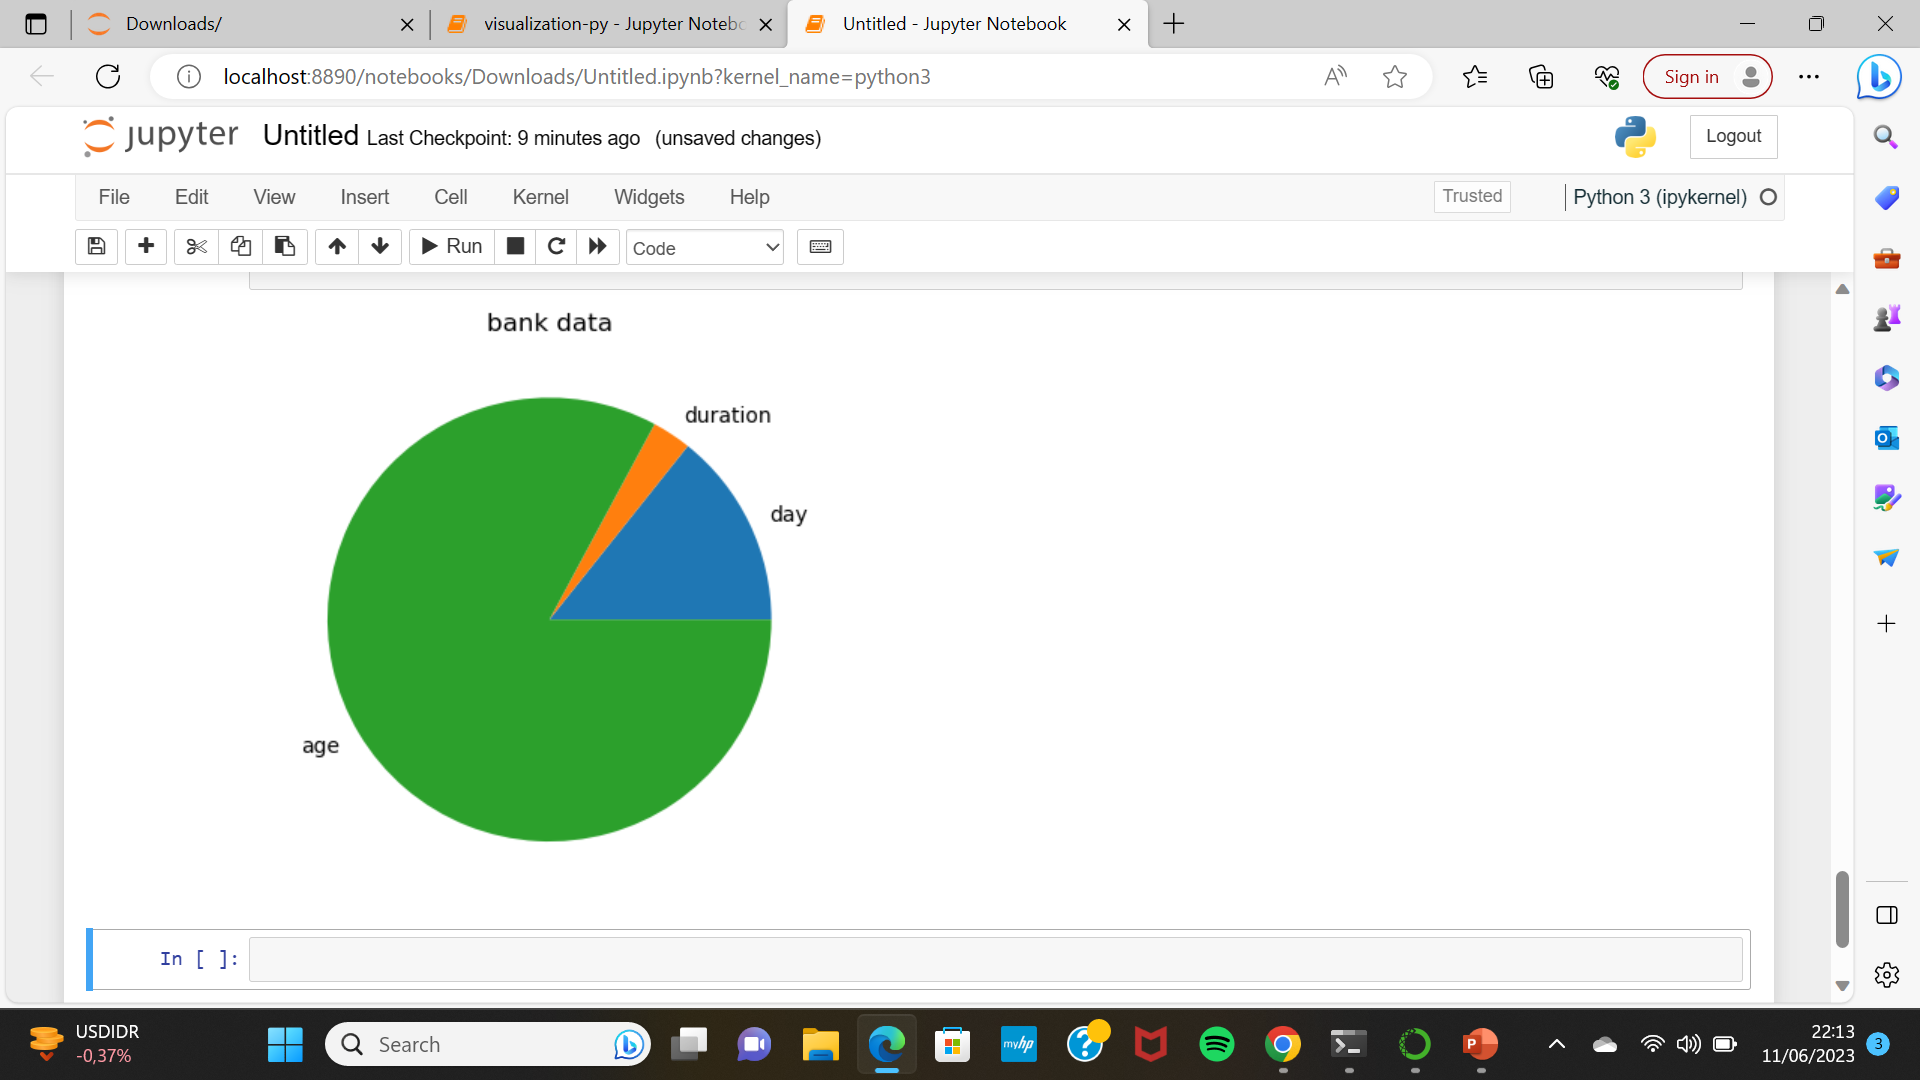 Downloads/
visualization-py - Jupyter Notebo
Untitled - Jupyter Notebook
localhost:8890/notebooks/Downloads/Untitled.ipynb?kernel_name=python3
Sign in
jupyter Untitled Last Checkpoint: 9 minutes ago (unsaved changes)
Logout
File Edit View Insert Cell Kernel Widgets Help
Trusted
Python 3 (ipykernel)
Run
Code
bank data
duration
day
age
In [ ]:
USDIDR
-0,37%
Search
myhp
22:13
11/06/2023
3